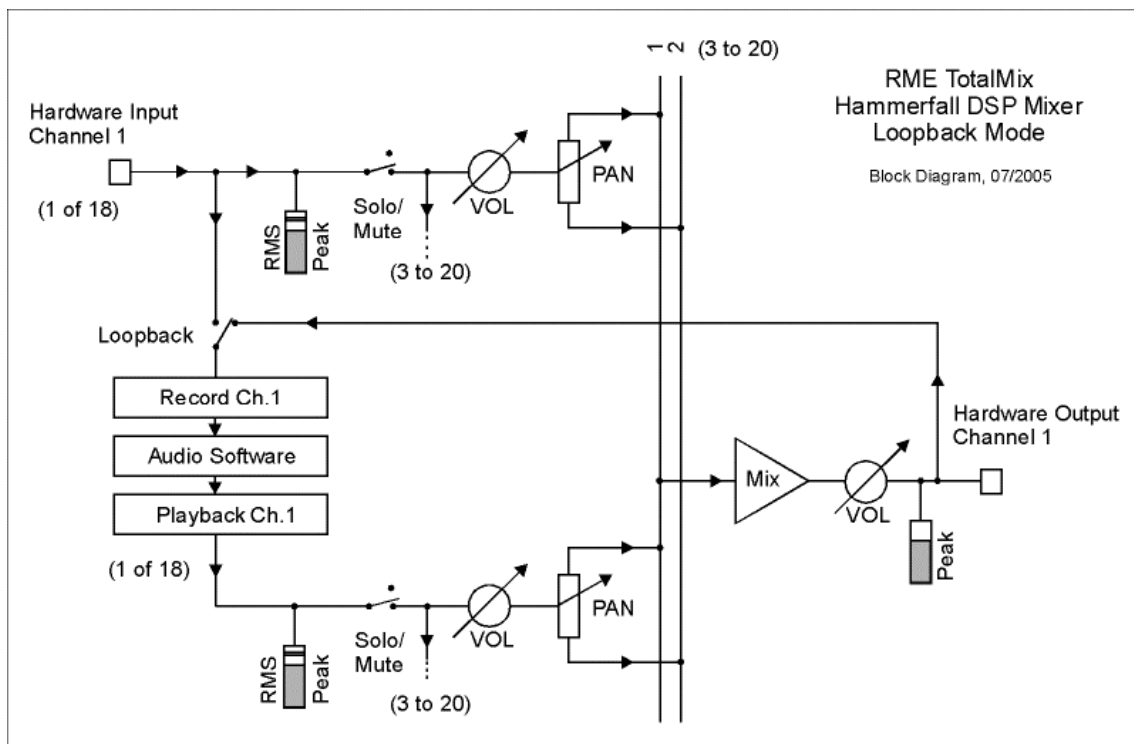 1
2
(3 to 20)
RME TotalMix
Hammerfall DSP Mixer
Loopback Mode
Block Diagram, 07/2005
Hardware Input
Channel 1
(1 of 18)
RMS
Peak
Solo/
Mute
(3 to 20)
VOL
PAN
Loopback
Record Ch.1
Audio Software
Playback Ch.1
(1 of 18)
RMS
Peak
Solo/
Mute
(3 to 20)
VOL
PAN
Mix
VOL
Hardware Output
Channel 1
Peak